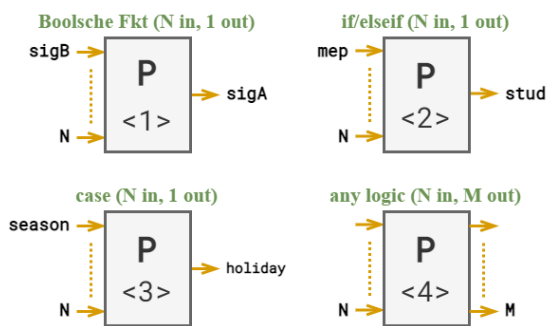 Boolsche Fkt (N in, 1 out)
sigB
P
sigA
<1>
N
if/elseif (N in, 1 out)
mep
P
stud
<2>
N
case (N in, 1 out)
season
P
holiday
<3>
N
any logic (N in, M out)
P
<4>
N
M